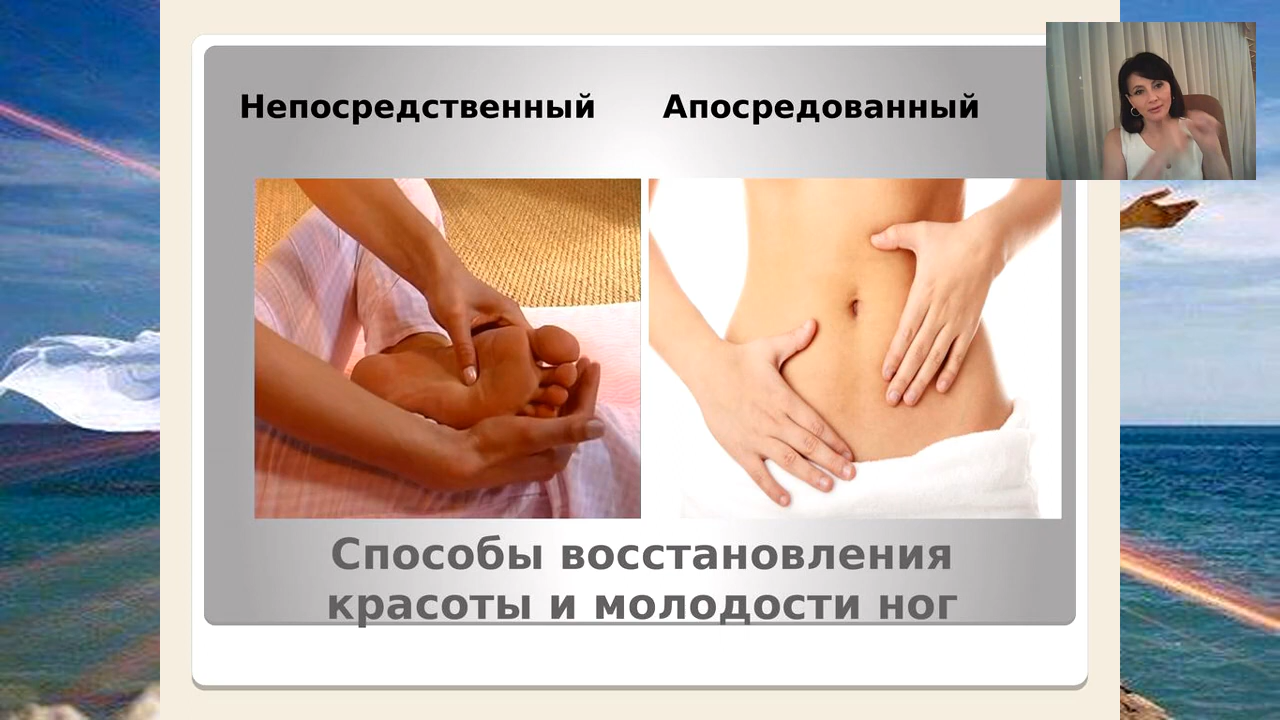 Непосредственный
Апосредованный
Способы восстановления
красоты и молодости ног